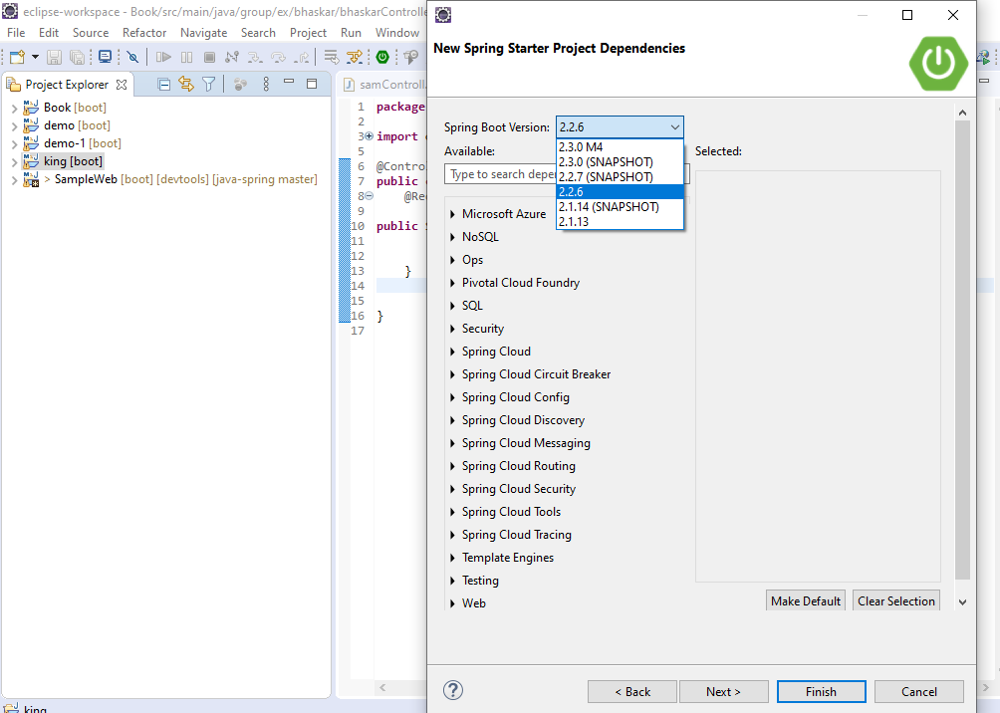 eclipse-workspace - Book/src/main/java/group/ex/bhaskar/bhaskarControlle
File Edit Source Refactor Navigate Search Project Run Window
Project Explorer
Book [boot]
demo [boot]
demo-1 [boot]
king [boot]
> SampleWeb [boot] [devtools] [java-spring master]
samControll
1 package
2
3 import
5
6 @Contro
7 public
8 @Re
9
10 public
11
12
13 }
14
15
16 }
17
New Spring Starter Project Dependencies
Spring Boot Version: 2.2.6
2.3.0 M4
2.3.0 (SNAPSHOT)
2.2.7 (SNAPSHOT)
2.2.6
2.1.14 (SNAPSHOT)
2.1.13
Available:
Selected:
Type to search depen
Microsoft Azure
NoSQL
Ops
Pivotal Cloud Foundry
SQL
Security
Spring Cloud
Spring Cloud Circuit Breaker
Spring Cloud Config
Spring Cloud Discovery
Spring Cloud Messaging
Spring Cloud Routing
Spring Cloud Security
Spring Cloud Tools
Spring Cloud Tracing
Template Engines
Testing
Web
Make Default Clear Selection
? < Back Next > Finish Cancel
king